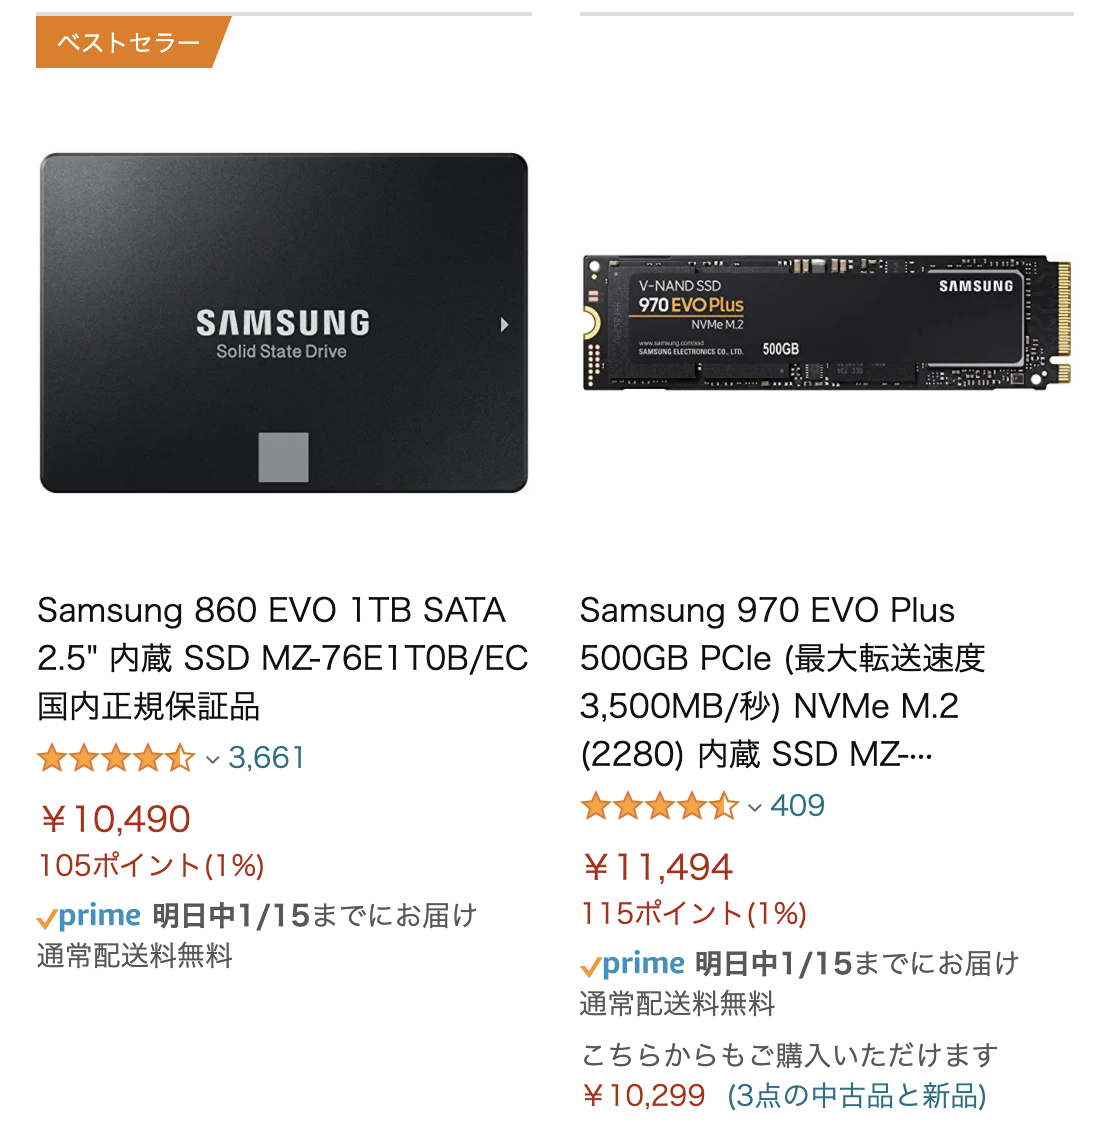 ベストセラー
SAMSUNG
Solid State Drive
Samsung 860 EVO 1TB SATA
2.5" 内蔵 SSD MZ-76E1T0B/EC
国内正規保証品
3,661
￥10,490
105ポイント(1%)
prime 明日中1/15までにお届け
通常配送料無料
V-NAND SSD
970 EVO Plus
NVMe M.2
www.samsung.com/ssd
SAMSUNG ELECTRONICS CO., LTD.
500GB
SAMSUNG
Samsung 970 EVO Plus
500GB PCIe (最大転送速度
3,500MB/秒) NVMe M.2
(2280) 内蔵 SSD MZ-…
409
￥11,494
115ポイント(1%)
prime 明日中1/15までにお届け
通常配送料無料
こちらからもご購入いただけます
￥10,299 (3点の中古品と新品)